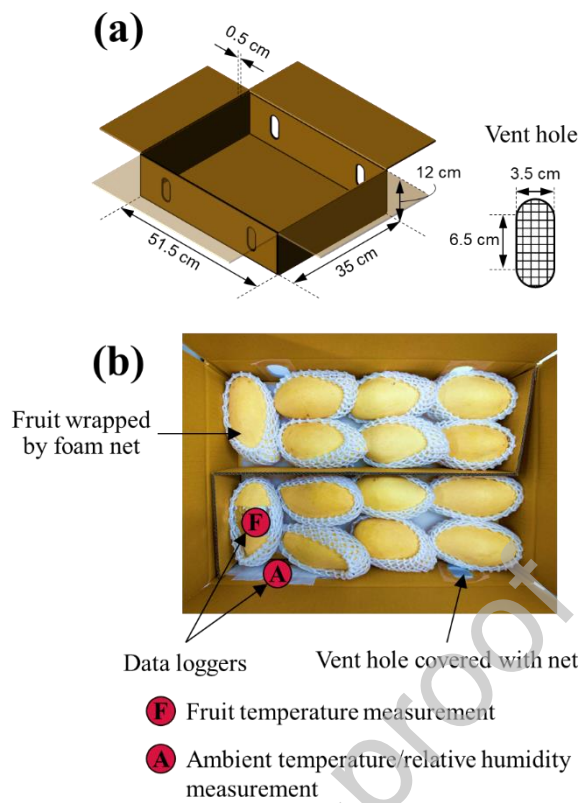 (a)
0.5 cm
Vent hole
3.5 cm
12 cm
6.5 cm
51.5 cm
35 cm
(b)
Fruit wrapped
by foam net
F
A
Data loggers
Vent hole covered with net
F Fruit temperature measurement
A Ambient temperature/relative humidity
measurement
proof